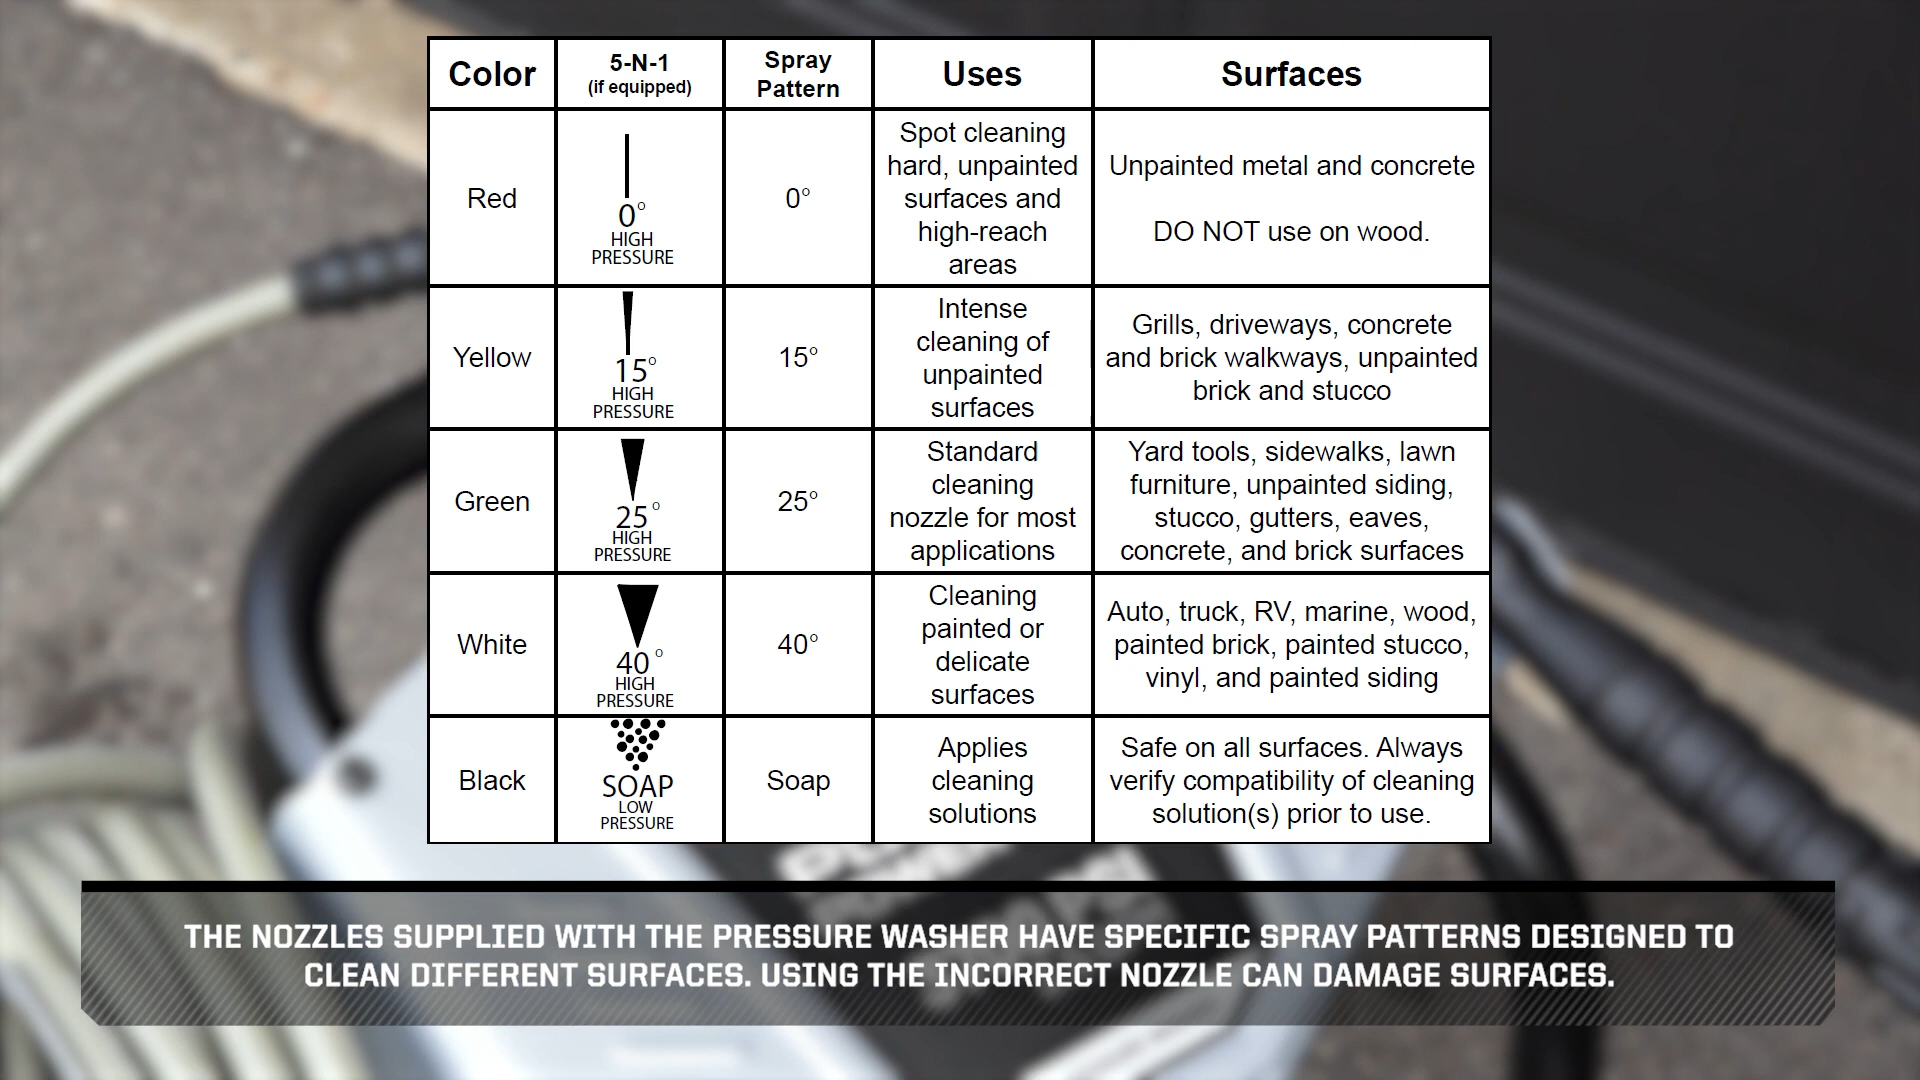 Color
5-N-1
(if equipped)
Spray
Pattern
Uses
Surfaces
Red
0°
HIGH
PRESSURE
0°
Spot cleaning
hard, unpainted
surfaces and
high-reach
areas
Unpainted metal and concrete
DO NOT use on wood.
Yellow
15°
HIGH
PRESSURE
15°
Intense
cleaning of
unpainted
surfaces
Grills, driveways, concrete
and brick walkways, unpainted
brick and stucco
Green
25°
HIGH
PRESSURE
25°
Standard
cleaning
nozzle for most
applications
Yard tools, sidewalks, lawn
furniture, unpainted siding,
stucco, gutters, eaves,
concrete, and brick surfaces
White
40°
HIGH
PRESSURE
40°
Cleaning
painted or
delicate
surfaces
Auto, truck, RV, marine, wood,
painted brick, painted stucco,
vinyl, and painted siding
Black
SOAP
LOW
PRESSURE
Soap
Applies
cleaning
solutions
Safe on all surfaces. Always
verify compatibility of cleaning
solution(s) prior to use.
THE NOZZLES SUPPLIED WITH THE PRESSURE WASHER HAVE SPECIFIC SPRAY PATTERNS DESIGNED TO
CLEAN DIFFERENT SURFACES. USING THE INCORRECT NOZZLE CAN DAMAGE SURFACES.